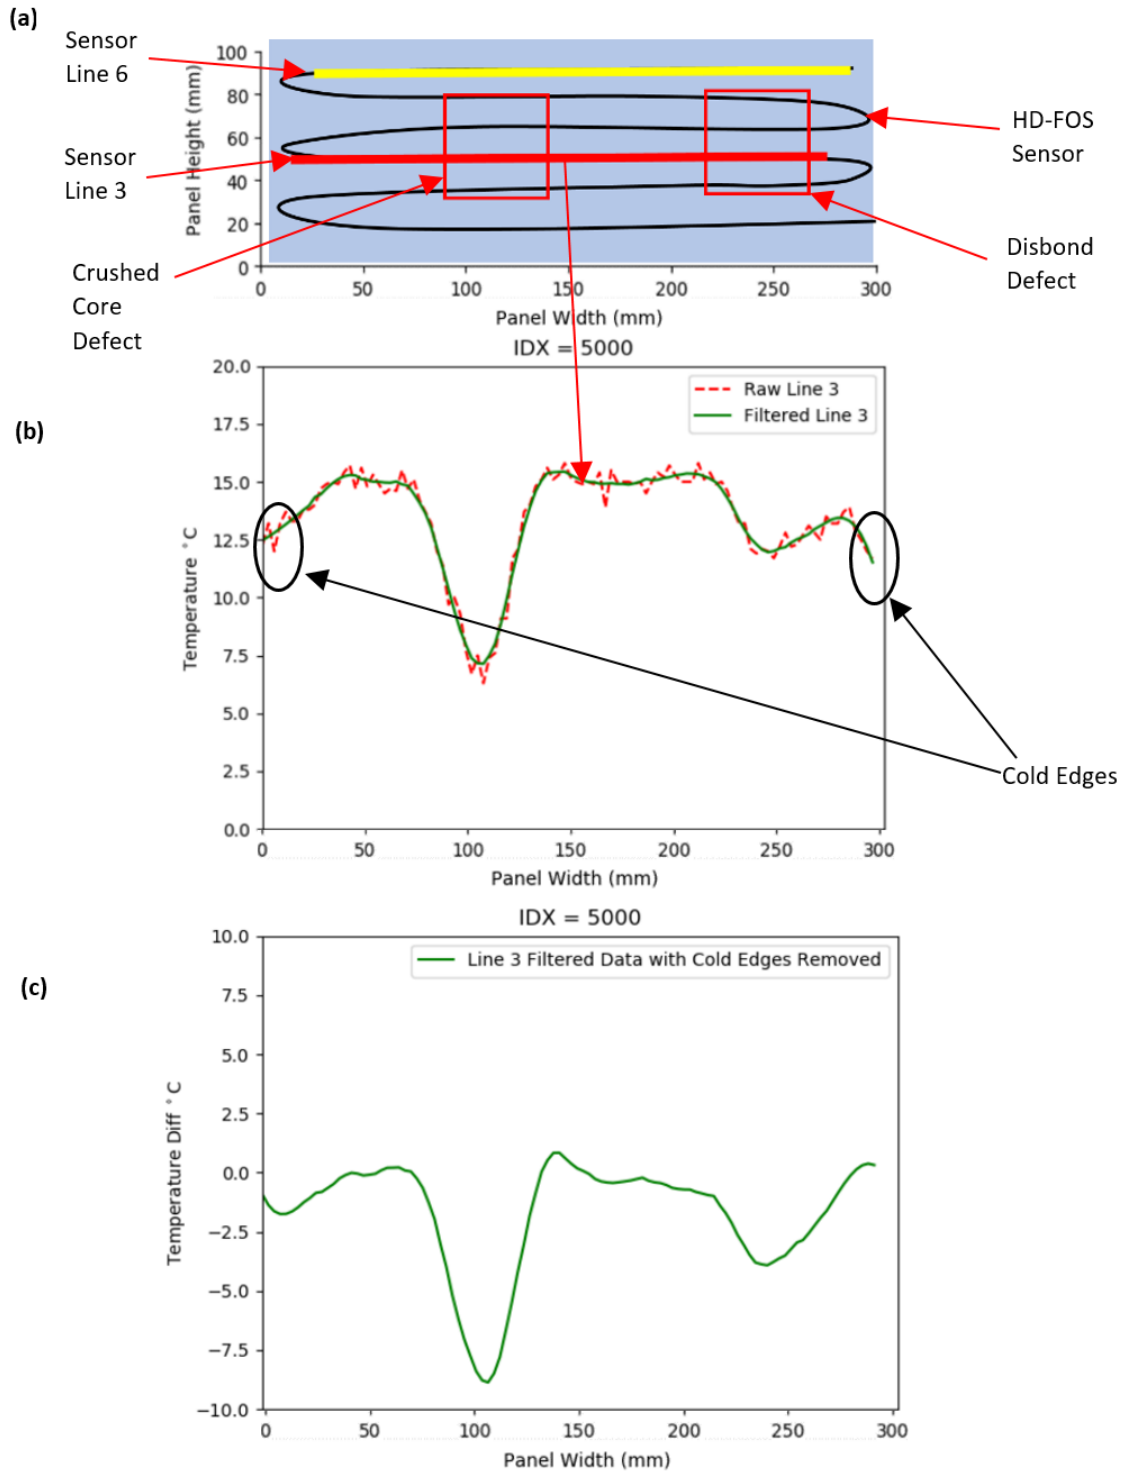 (a)
Sensor
Line 6
Sensor
Line 3
Crushed
Core
Defect
HD-FOS
Sensor
Disbond
Defect
Panel Height (mm)
100
80
60
40
20
0
0 50 100 150 200 250 300
Panel Width (mm)
(b)
IDX = 5000
Raw Line 3
Filtered Line 3
Temperature °C
20.0
17.5
15.0
12.5
10.0
7.5
5.0
2.5
0.0
0 50 100 150 200 250 300
Panel Width (mm)
Cold Edges
(c)
IDX = 5000
Line 3 Filtered Data with Cold Edges Removed
Temperature Diff °C
10.0
7.5
5.0
2.5
0.0
−2.5
−5.0
−7.5
−10.0
0 50 100 150 200 250 300
Panel Width (mm)